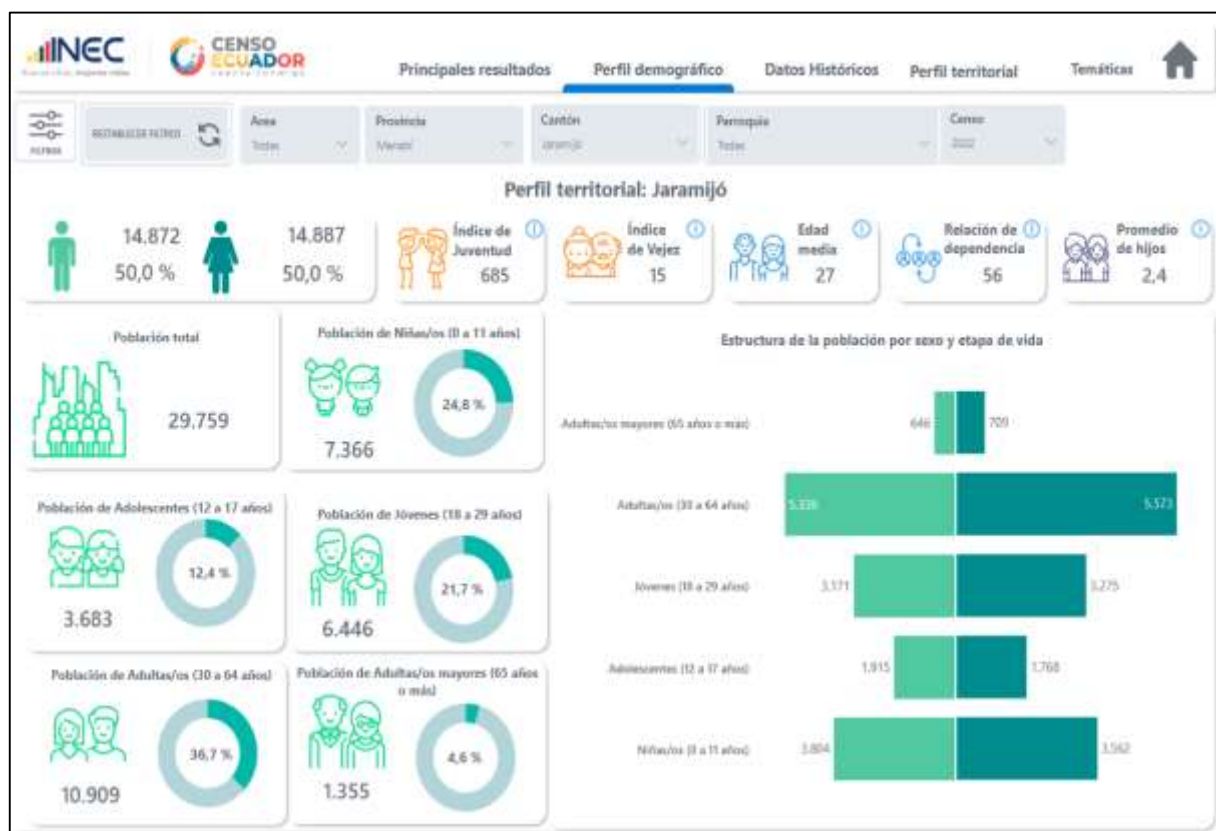 INEC
CENSO
ECUADOR
Principales resultados
Perfil demográfico
Datos Históricos
Perfil territorial
Temáticas
FILTROS
RESTABLECER FILTROS
Área
Todas
Provincia
Manabí
Cantón
Jaramijó
Parroquia
Todas
Censo
2022
Perfil territorial: Jaramijó
14.872
50,0 %
14.887
50,0 %
Índice de
Juventud
685
Índice
de Vejez
15
Edad
media
27
Relación de
dependencia
56
Promedio
de hijos
2,4
Población total
29.759
Población de Niñas/os (0 a 11 años)
24,8 %
7.366
Población de Adolescentes (12 a 17 años)
12,4 %
3.683
Población de Jóvenes (18 a 29 años)
21,7 %
6.446
Población de Adultas/os (30 a 64 años)
36,7 %
10.909
Población de Adultas/os mayores (65 años
o más)
4,6 %
1.355
Estructura de la población por sexo y etapa de vida
Adultas/os mayores (65 años o más)
646
709
Adultas/os (30 a 64 años)
5.336
5.573
Jóvenes (18 a 29 años)
3.171
3.275
Adolescentes (12 a 17 años)
1.915
1.768
Niñas/os (0 a 11 años)
3.804
3.562